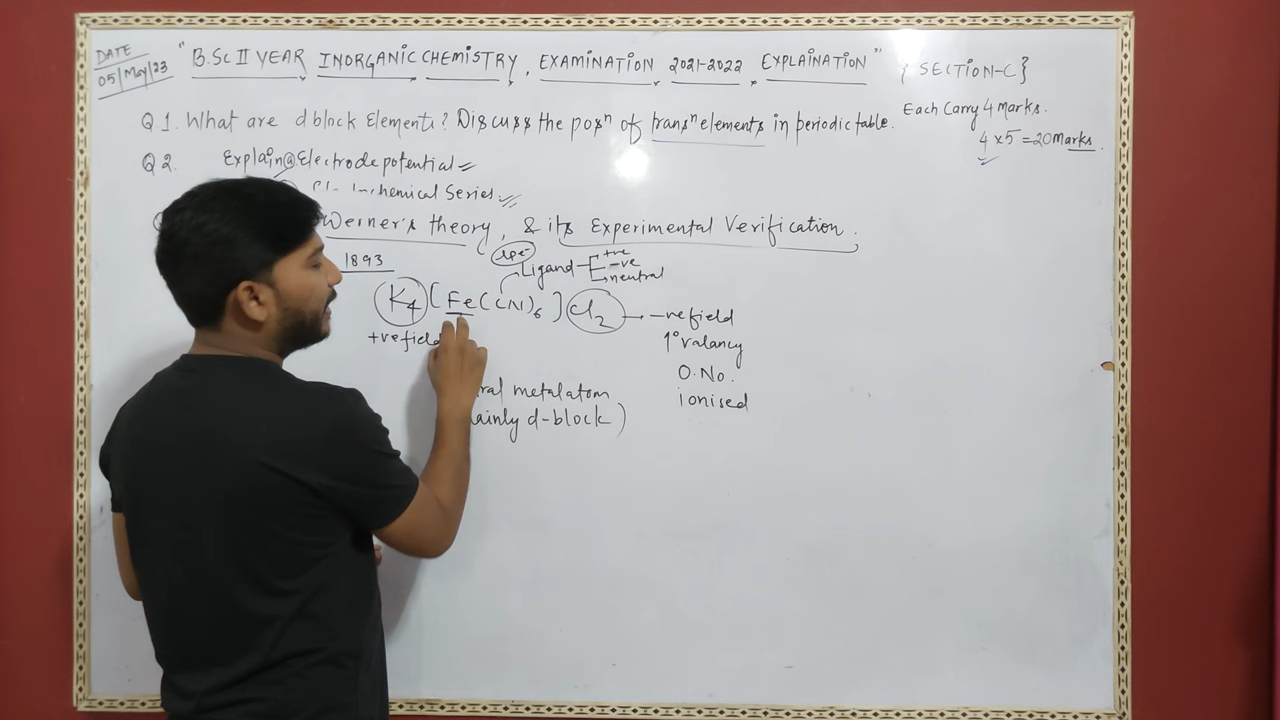 DATE
05/May/23
"B.Sc II YEAR INORGANIC CHEMISTRY, EXAMINATION 2021-2022, EXPLAINATION" { SECTION-C}
Each Carry 4 Marks.
4 x 5 = 20 Marks.
Q 1. What are d block Elements? Discuss the posⁿ of transⁿ elements in periodic table.
Q 2. Explain @ Electrode potential
chemical Series.
Werner's theory, & its Experimental Verification.
1893
Ligand
+ve
-ve
neutral
K4 [Fe(CN)6] Cl2 → -ve field
+ve field
1° valancy
O.No.
ionised
ral metal atom
ainly d-block)